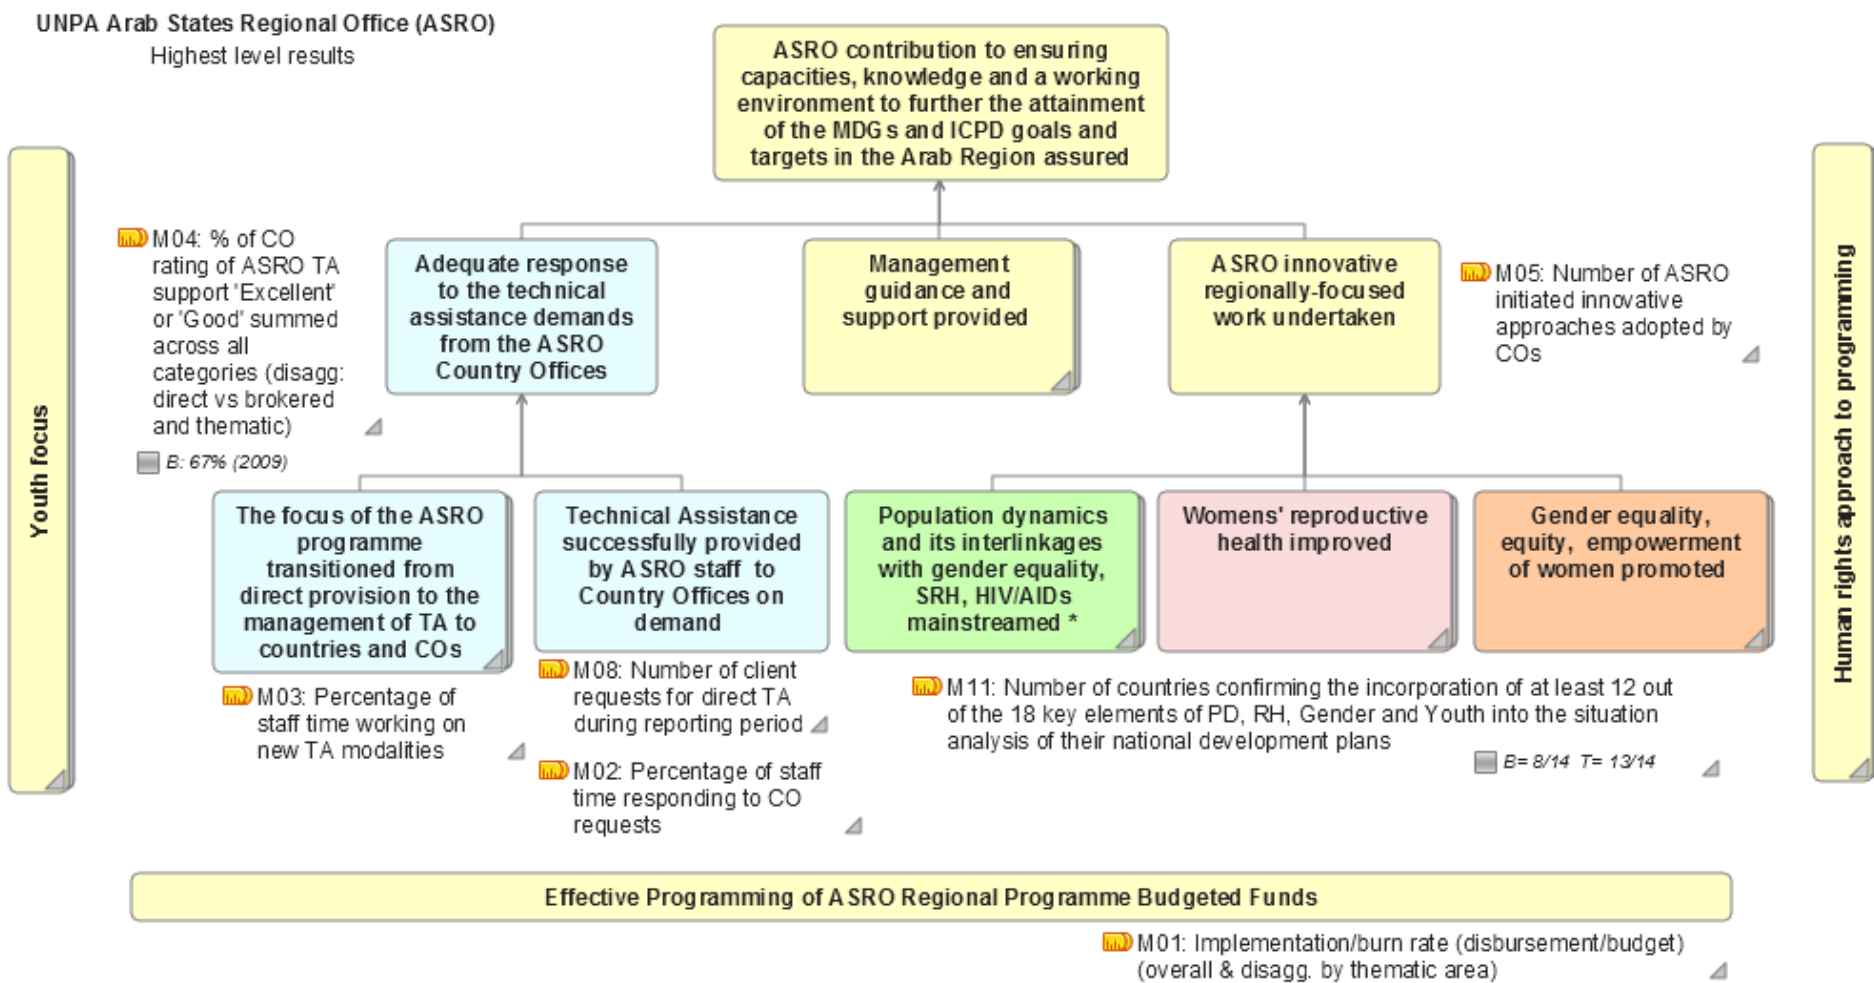 UNPA Arab States Regional Office (ASRO)
Highest level results
ASRO contribution to ensuring
capacities, knowledge and a working
environment to further the attainment
of the MDGs and ICPD goals and
targets in the Arab Region assured
Youth focus
Human rights approach to programming
M04: % of CO
rating of ASRO TA
support 'Excellent'
or 'Good' summed
across all
categories (disagg:
direct vs brokered
and thematic)
B: 67% (2009)
Adequate response
to the technical
assistance demands
from the ASRO
Country Offices
Management
guidance and
support provided
ASRO innovative
regionally-focused
work undertaken
M05: Number of ASRO
initiated innovative
approaches adopted by
COs
The focus of the ASRO
programme
transitioned from
direct provision to the
management of TA to
countries and COs
Technical Assistance
successfully provided
by ASRO staff to
Country Offices on
demand
Population dynamics
and its interlinkages
with gender equality,
SRH, HIV/AIDs
mainstreamed *
Womens' reproductive
health improved
Gender equality,
equity, empowerment
of women promoted
M03: Percentage of
staff time working on
new TA modalities
M08: Number of client
requests for direct TA
during reporting period
M02: Percentage of staff
time responding to CO
requests
M11: Number of countries confirming the incorporation of at least 12 out
of the 18 key elements of PD, RH, Gender and Youth into the situation
analysis of their national development plans
B= 8/14 T= 13/14
Effective Programming of ASRO Regional Programme Budgeted Funds
M01: Implementation/burn rate (disbursement/budget)
(overall & disagg. by thematic area)